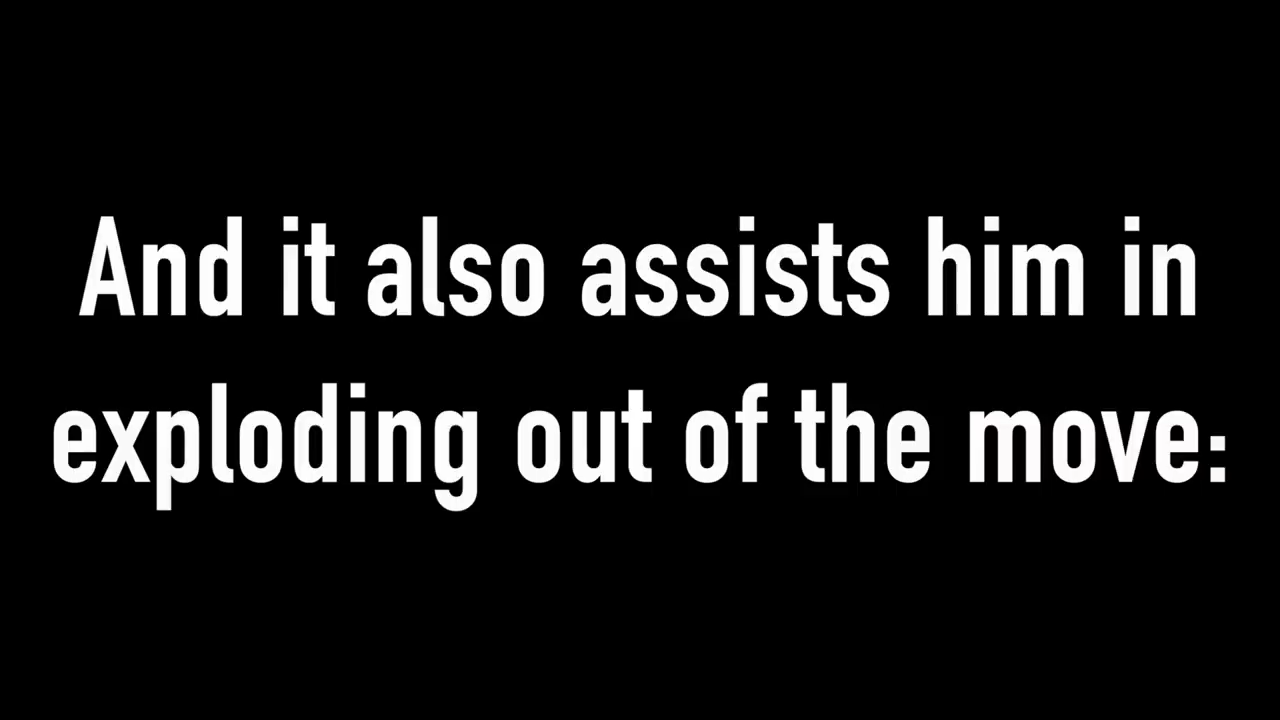 And it also assists him in
exploding out of the move: